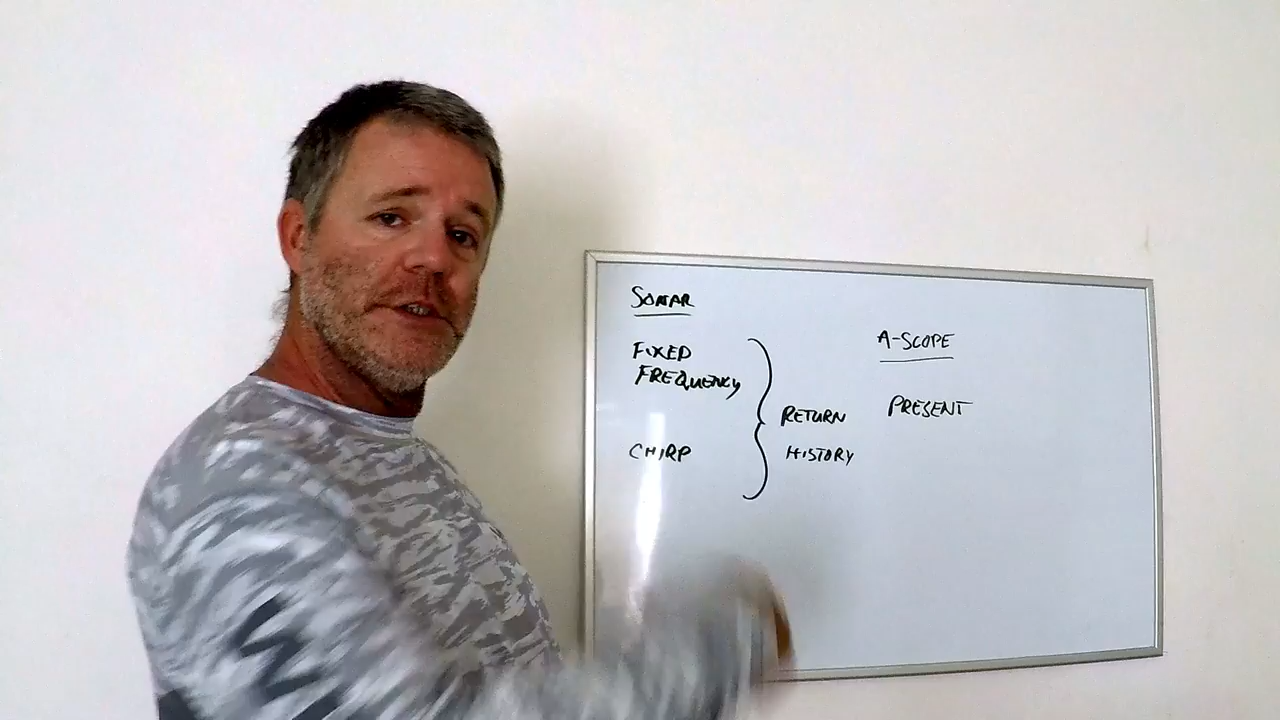 SONAR
FIXED
FREQUENCY
CHIRP
RETURN
HISTORY
A-SCOPE
PRESENT